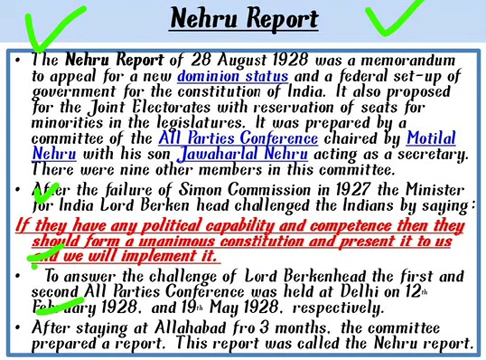 Nehru Report
• The Nehru Report of 28 August 1928 was a memorandum
to appeal for a new dominion status and a federal set-up of
government for the constitution of India. It also proposed
for the Joint Electorates with reservation of seats for
minorities in the legislatures. It was prepared by a
committee of the All Parties Conference chaired by Motilal
Nehru with his son Jawaharlal Nehru acting as a secretary.
There were nine other members in this committee.
• After the failure of Simon Commission in 1927 the Minister
for India Lord Berken head challenged the Indians by saying:
If they have any political capability and competence then they
should form a unanimous constitution and present it to us
and we will implement it.
• To answer the challenge of Lord Berkenhead the first and
second All Parties Conference was held at Delhi on 12th
February 1928, and 19th May 1928, respectively.
• After staying at Allahabad fro 3 months, the committee
prepared a report. This report was called the Nehru report.